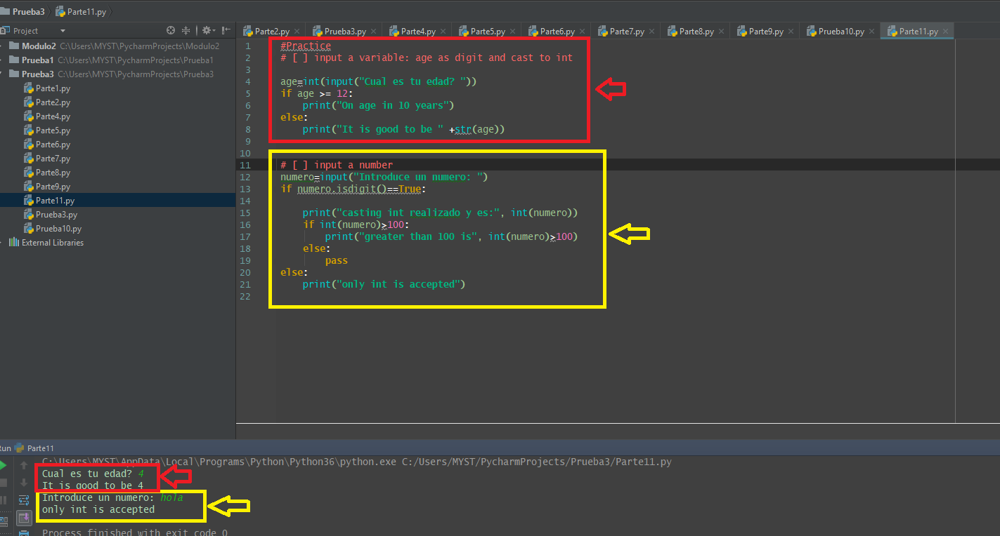 Prueba3 Parte11.py
Project
Parte2.py Prueba3.py Parte4.py Parte5.py Parte6.py Parte7.py Parte8.py Parte9.py Prueba10.py Parte11.py
Modulo2 C:\Users\MYST\PycharmProjects\Modulo2
Prueba1 C:\Users\MYST\PycharmProjects\Prueba1
Prueba3 C:\Users\MYST\PycharmProjects\Prueba3
Parte1.py
Parte2.py
Parte4.py
Parte5.py
Parte6.py
Parte7.py
Parte8.py
Parte9.py
Parte11.py
Prueba3.py
Prueba10.py
External Libraries
1 #Practice
2 # [ ] input a variable: age as digit and cast to int
3
4 age=int(input("Cual es tu edad? "))
5 if age >= 12:
6 print("On age in 10 years")
7 else:
8 print("It is good to be " +str(age))
9
10
11 # [ ] input a number
12 numero=input("Introduce un numero: ")
13 if numero.isdigit()==True:
14
15 print("casting int realizado y es:", int(numero))
16 if int(numero)>100:
17 print("greater than 100 is", int(numero)>100)
18 else:
19 pass
20 else:
21 print("only int is accepted")
22
Run Parte11
C:\Users\MYST\AppData\Local\Programs\Python\Python36\python.exe C:/Users/MYST/PycharmProjects/Prueba3/Parte11.py
Cual es tu edad? 4
It is good to be 4
Introduce un numero: hola
only int is accepted
Process finished with exit code 0